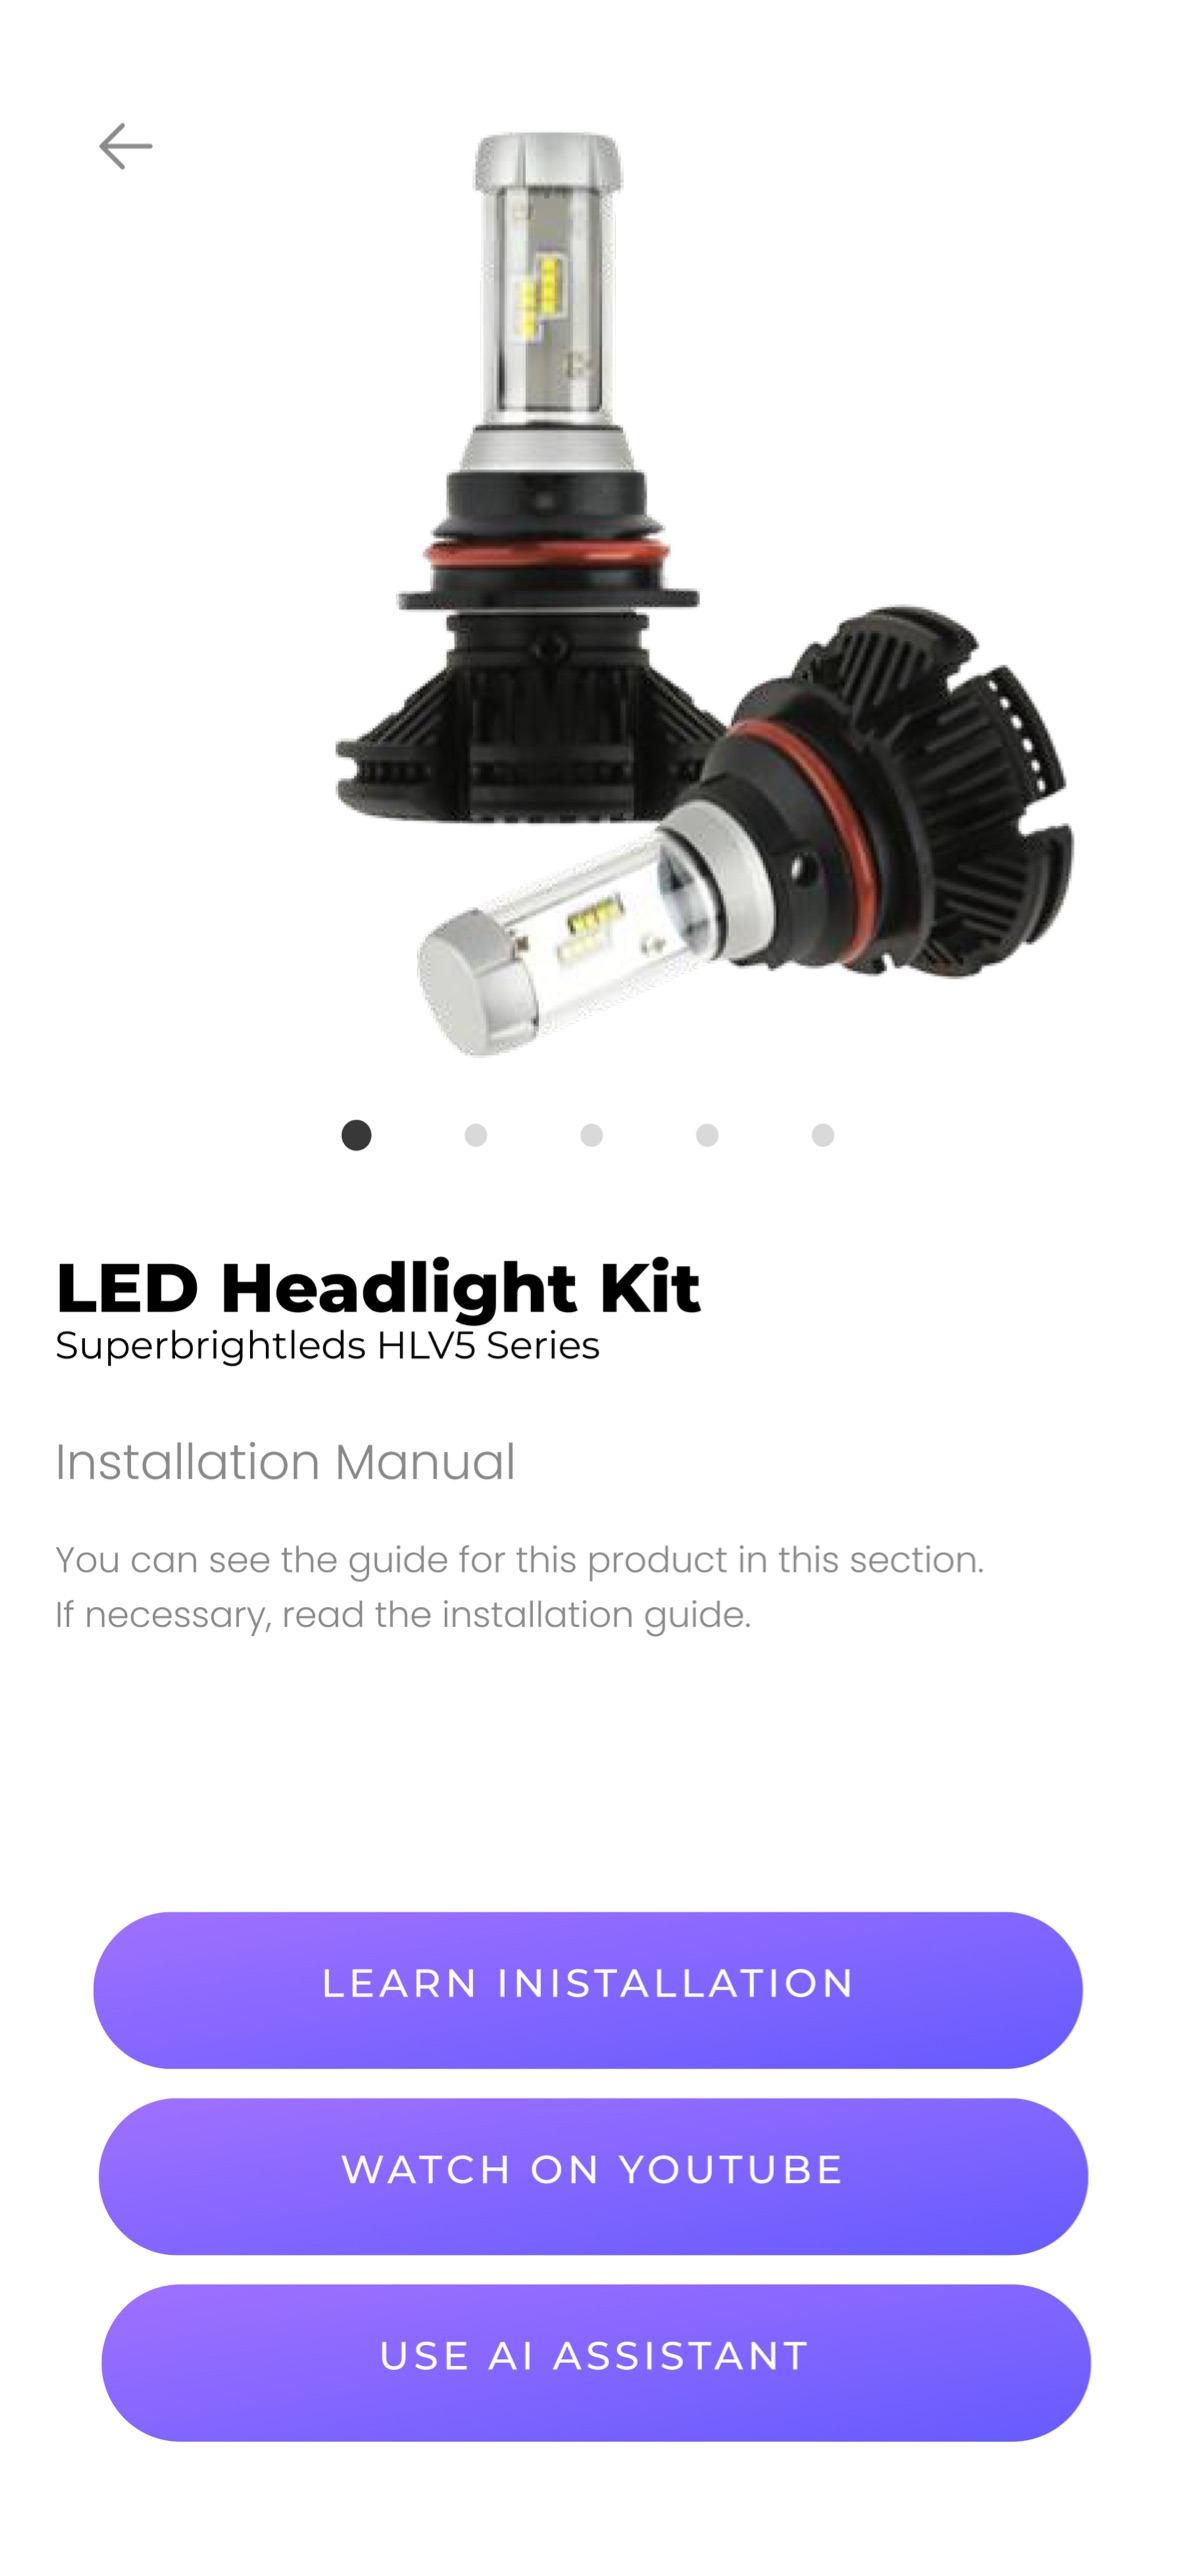 LED Headlight Kit
Superbrightleds HLV5 Series
Installation Manual
You can see the guide for this product in this section.
If necessary, read the installation guide.
LEARN INISTALLATION
WATCH ON YOUTUBE
USE AI ASSISTANT